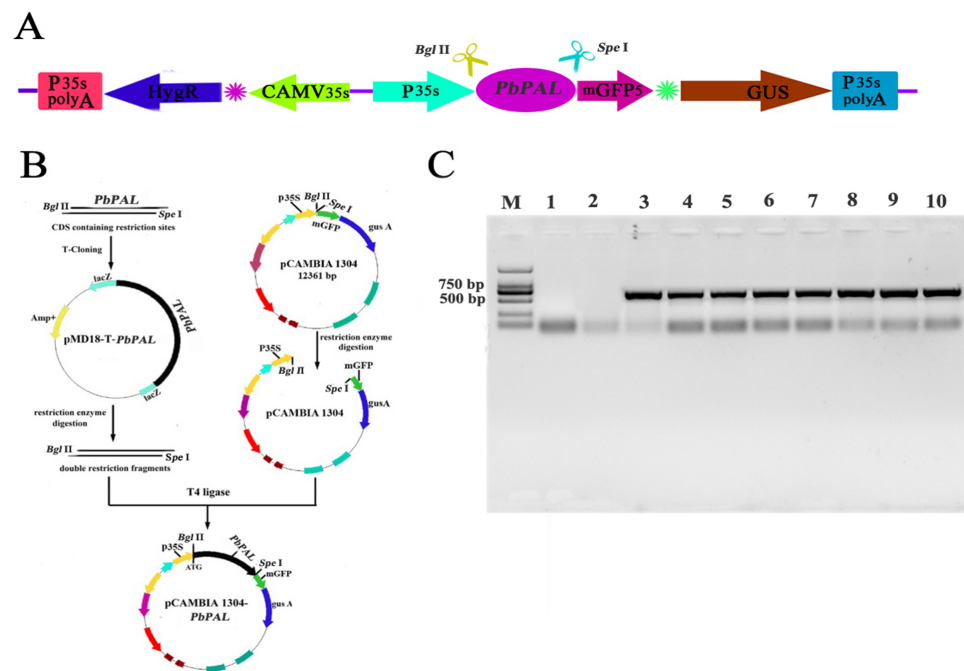 A
Bgl II
Spe I
P35s
polyA
HygR
CAMV35s
P35s
PbPAL
mGFP5
GUS
P35s
polyA
B
PbPAL
Bgl II
Spe I
CDS containing restriction sites
T-Cloning
lacZ
Amp+
PbPAL
pMD18-T-PbPAL
lacZ
restriction enzyme
digestion
Bgl II
Spe I
double restriction fragments
p35S
Bgl II
Spe I
mGFP
gus A
pCAMBIA 1304
12361 bp
restriction enzyme
digestion
P35S
Bgl II
mGFP
Spe I
gusA
pCAMBIA 1304
T4 ligase
p35S
Bgl II
ATG
PbPAL
Spe I
mGFP
gus A
pCAMBIA 1304-
PbPAL
C
M 1 2 3 4 5 6 7 8 9 10
750 bp
500 bp